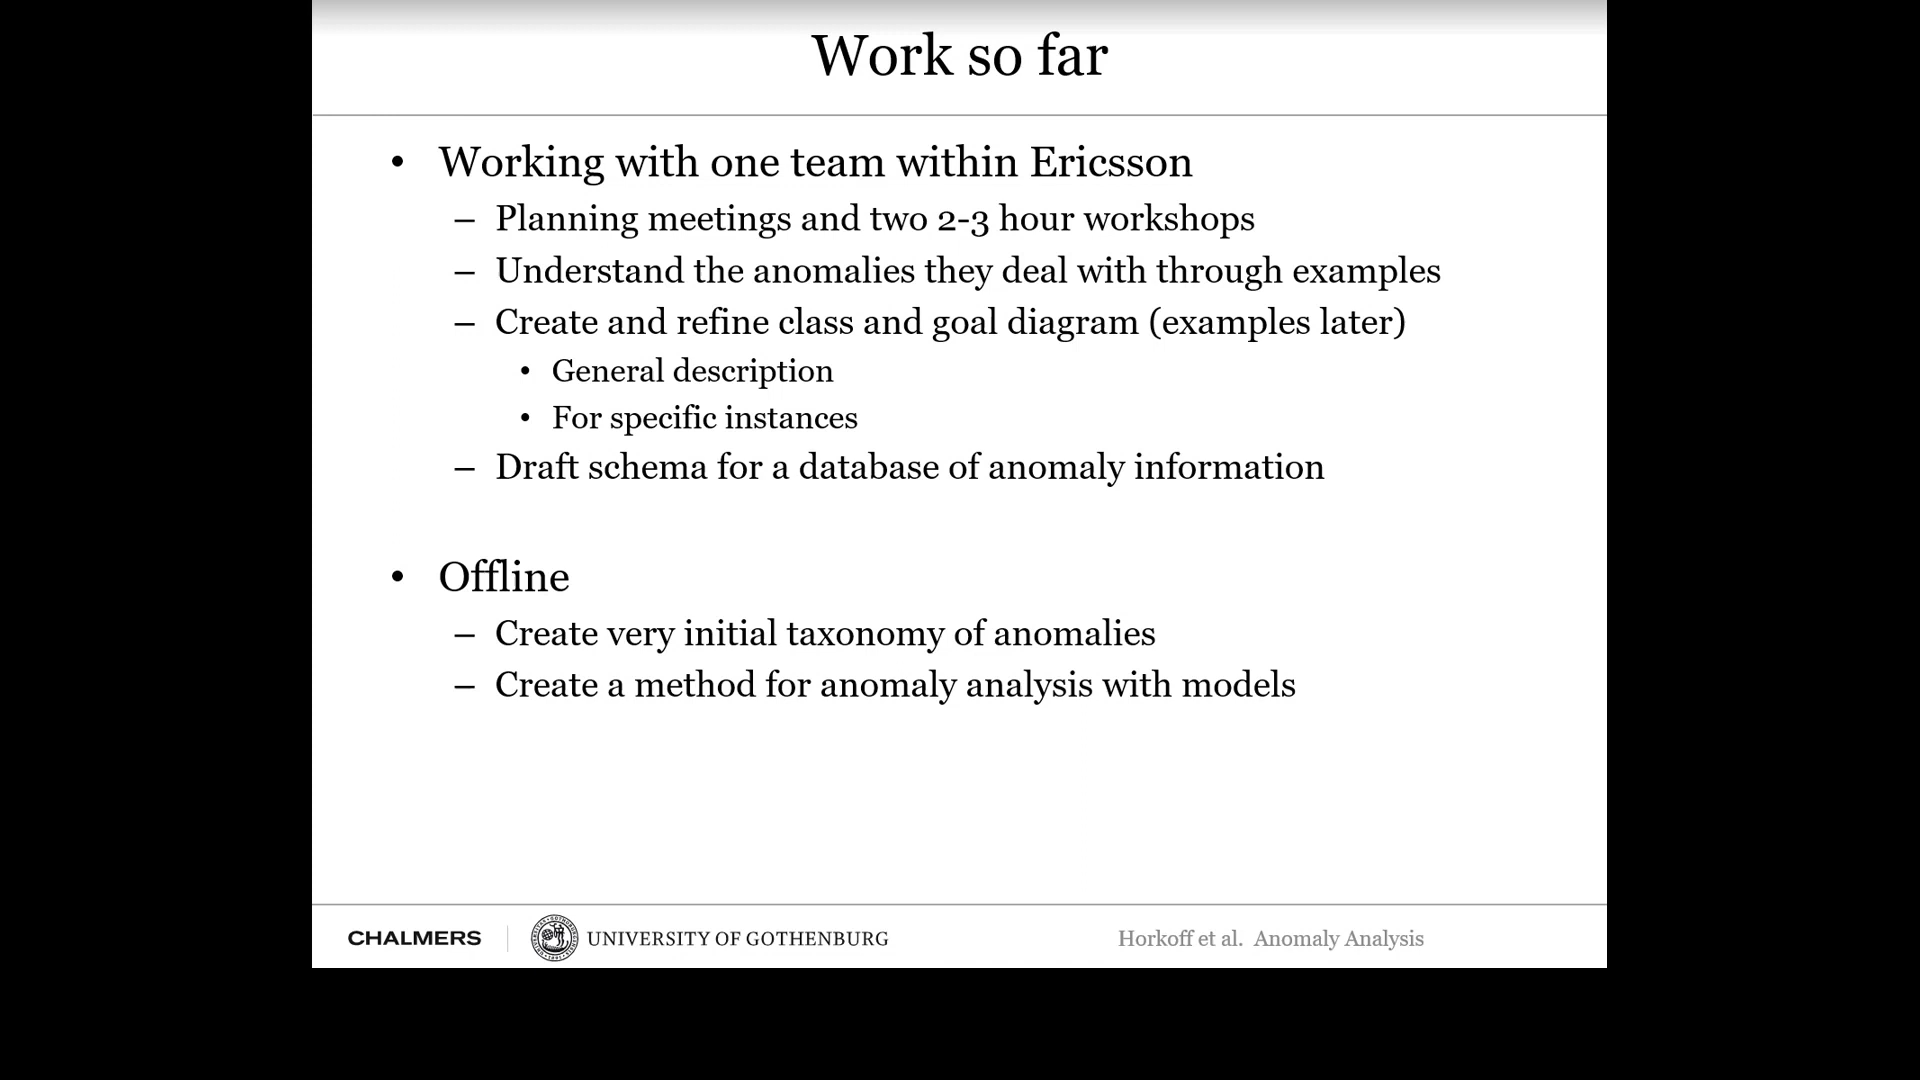 Work so far
• Working with one team within Ericsson
– Planning meetings and two 2-3 hour workshops
– Understand the anomalies they deal with through examples
– Create and refine class and goal diagram (examples later)
• General description
• For specific instances
– Draft schema for a database of anomaly information
• Offline
– Create very initial taxonomy of anomalies
– Create a method for anomaly analysis with models
CHALMERS
UNIVERSITY OF GOTHENBURG
Horkoff et al. Anomaly Analysis